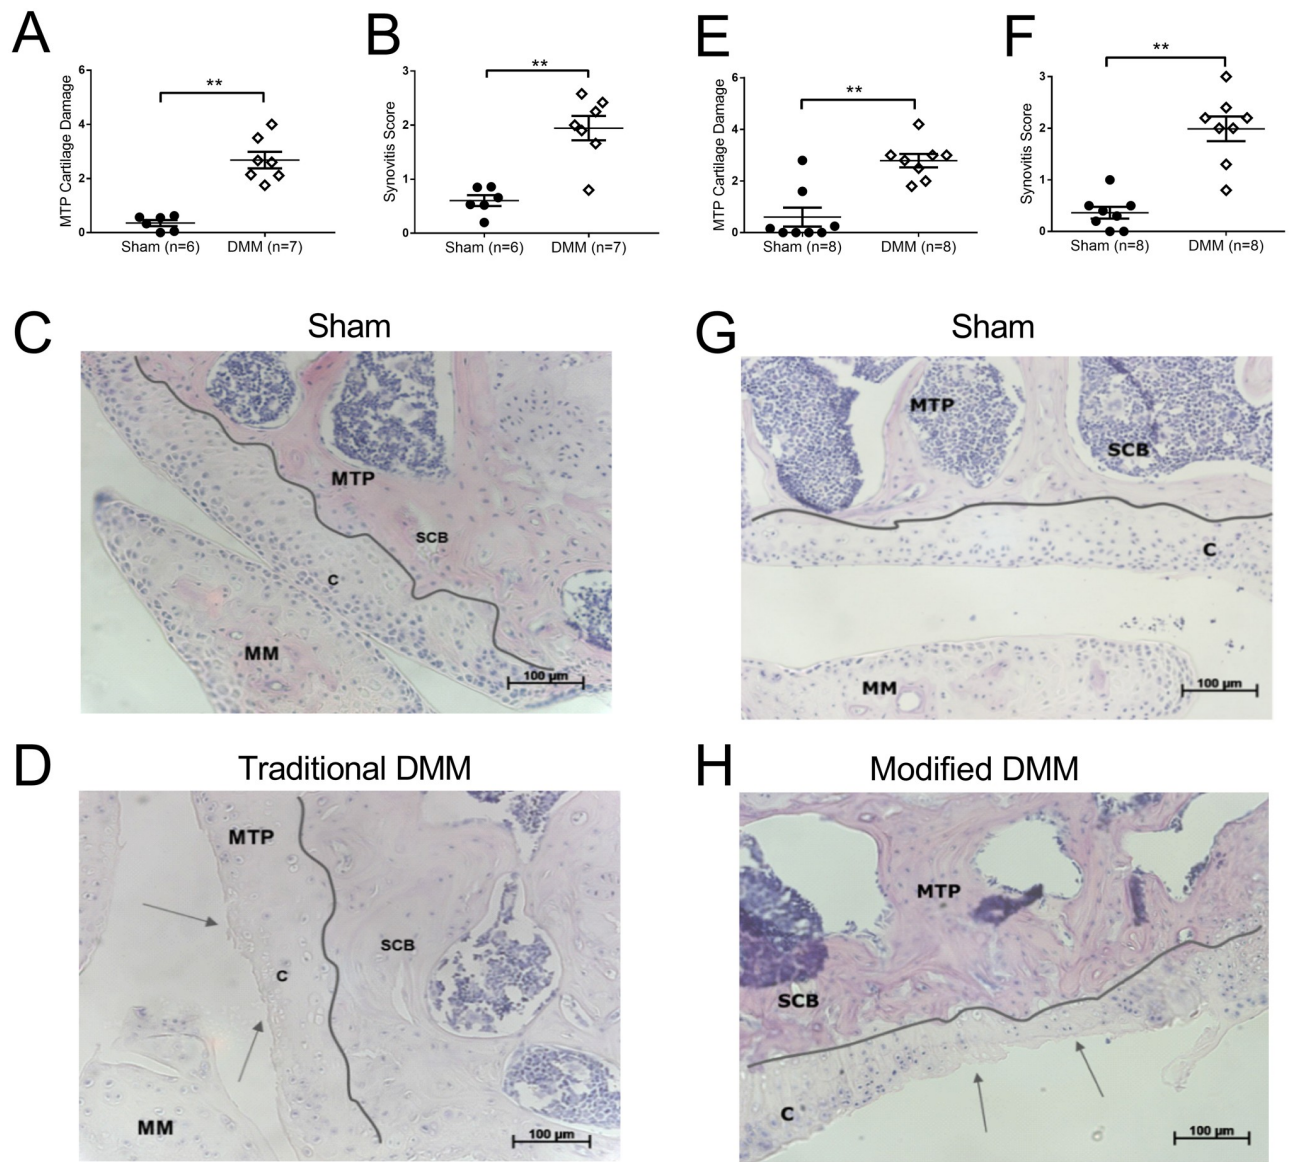 A
MTP Cartilage Damage
6
4
2
0
**
Sham (n=6)
DMM (n=7)
B
Synovitis Score
3
2
1
0
**
Sham (n=6)
DMM (n=7)
E
MTP Cartilage Damage
6
4
2
0
**
Sham (n=8)
DMM (n=8)
F
Synovitis Score
3
2
1
0
**
Sham (n=8)
DMM (n=8)
C
Sham
MTP
SCB
C
MM
100 µm
G
Sham
MTP
SCB
C
MM
100 µm
D
Traditional DMM
MTP
SCB
C
MM
100 µm
H
Modified DMM
MTP
SCB
C
100 µm